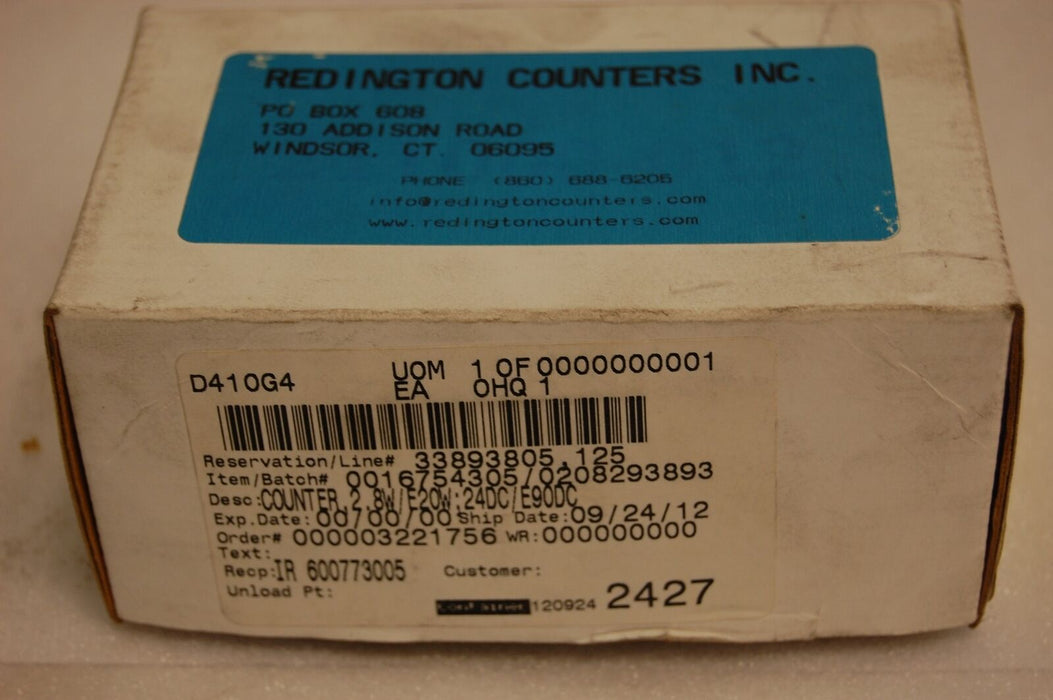 REDINGTON COUNTERS INC.
PO BOX 608
130 ADDISON ROAD
WINDSOR, CT. 06095
PHONE (860) 688-6205
info@redingtoncounters.com
www.redingtoncounters.com
D410G4 UOM 1 OF 0000000001
EA OHQ 1
Reservation/Line# 33893805,125
Item/Batch# 0016754305/0208293893
Desc:COUNTER,2.8W/E20W;24DC/E90DC
Exp.Date: 00/00/00 Ship Date:09/24/12
Order# 000003221756 WR:000000000
Text:
Recp:IR 600773005 Customer:
Unload Pt:
120924 2427